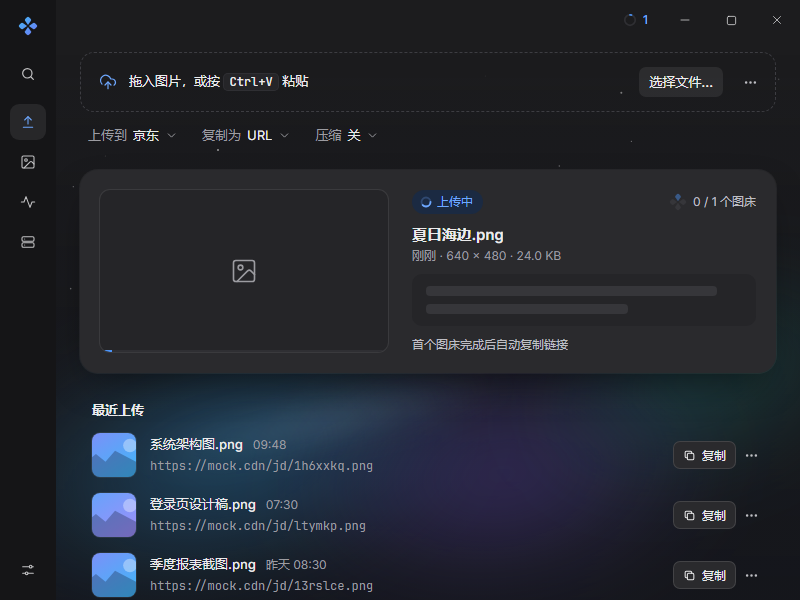 1
拖入图片，或按 Ctrl+V 粘贴
选择文件...
上传到 京东 复制为 URL 压缩 关
上传中
0 / 1 个图床
夏日海边.png
刚刚 · 640 × 480 · 24.0 KB
首个图床完成后自动复制链接
最近上传
系统架构图.png 09:48
https://mock.cdn/jd/1h6xxkq.png
复制
登录页设计稿.png 07:30
https://mock.cdn/jd/ltymkp.png
复制
季度报表截图.png 昨天 08:30
https://mock.cdn/jd/13rslce.png
复制